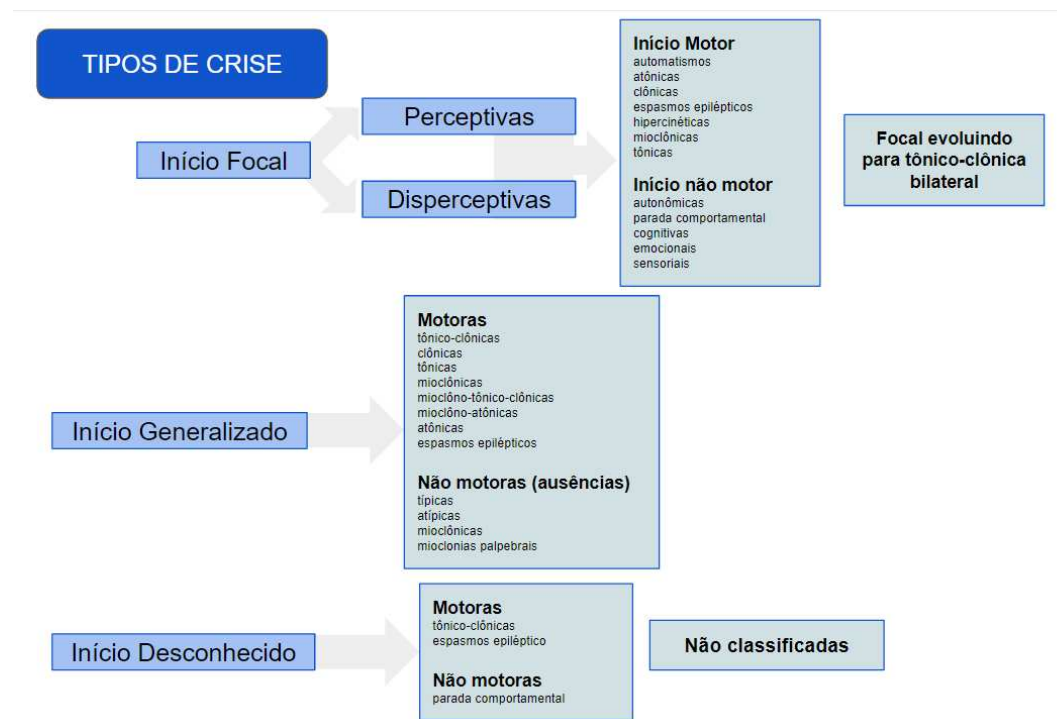 TIPOS DE CRISE
Início Focal
Perceptivas
Disperceptivas
Início Motor
automatismos
atônicas
clônicas
espasmos epilépticos
hipercinéticas
mioclônicas
tônicas
Início não motor
autonômicas
parada comportamental
cognitivas
emocionais
sensoriais
Focal evoluindo
para tônico-clônica
bilateral
Início Generalizado
Motoras
tônico-clônicas
clônicas
tônicas
mioclônicas
mioclôno-tônico-clônicas
mioclôno-atônicas
atônicas
espasmos epilépticos
Não motoras (ausências)
típicas
atípicas
mioclônicas
mioclonias palpebrais
Início Desconhecido
Motoras
tônico-clônicas
espasmos epiléptico
Não motoras
parada comportamental
Não classificadas